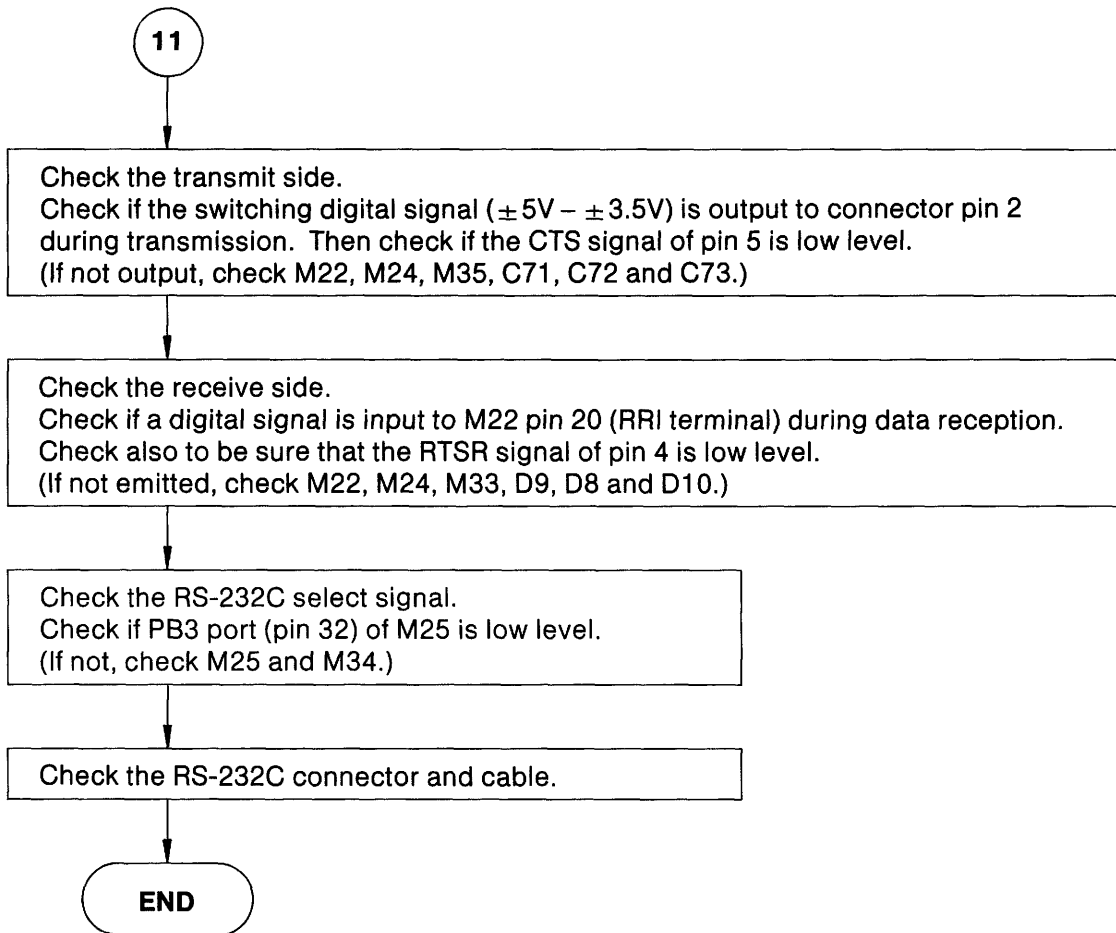 11
Check the transmit side.
Check if the switching digital signal (±5V – ±3.5V) is output to connector pin 2
during transmission. Then check if the CTS signal of pin 5 is low level.
(If not output, check M22, M24, M35, C71, C72 and C73.)
Check the receive side.
Check if a digital signal is input to M22 pin 20 (RRI terminal) during data reception.
Check also to be sure that the RTSR signal of pin 4 is low level.
(If not emitted, check M22, M24, M33, D9, D8 and D10.)
Check the RS-232C select signal.
Check if PB3 port (pin 32) of M25 is low level.
(If not, check M25 and M34.)
Check the RS-232C connector and cable.
END